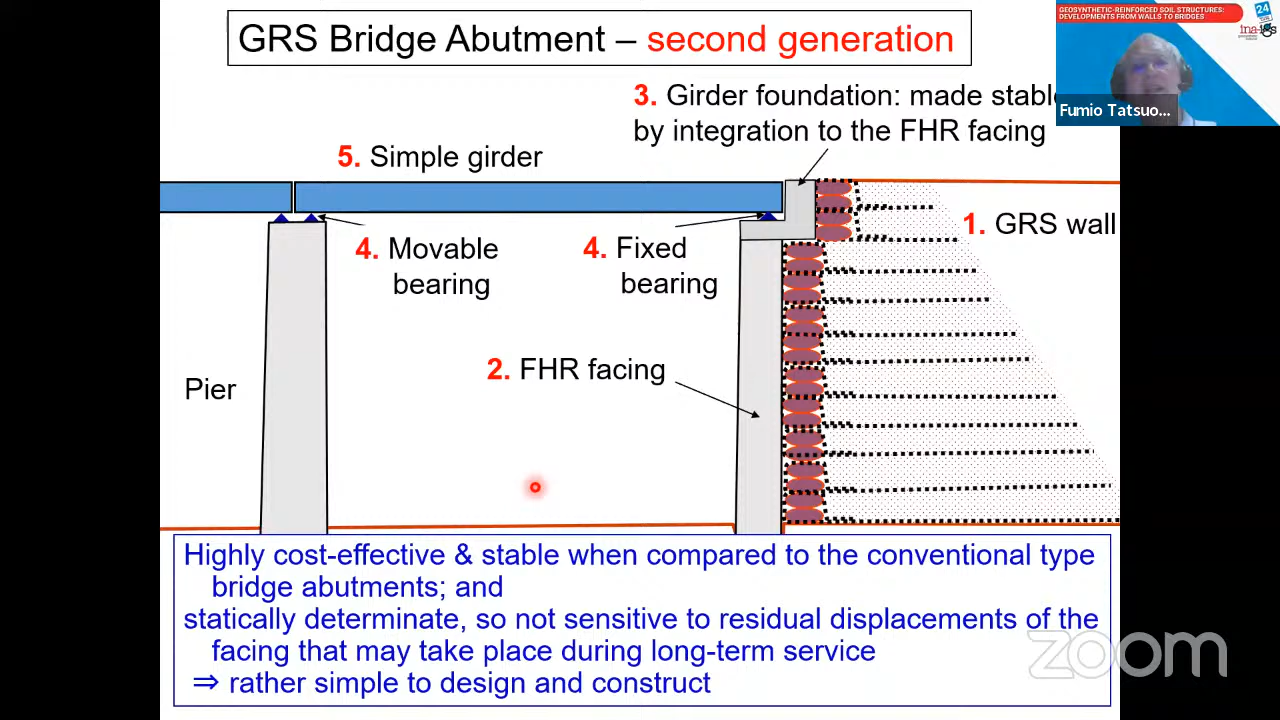 GRS Bridge Abutment – second generation
GEOSYNTHETIC-REINFORCED SOIL STRUCTURES:
DEVELOPMENTS FROM WALLS TO BRIDGES
24
Fumio Tatsuo...
3. Girder foundation: made stable
by integration to the FHR facing
5. Simple girder
1. GRS wall
4. Movable
bearing
4. Fixed
bearing
2. FHR facing
Pier
Highly cost-effective & stable when compared to the conventional type
bridge abutments; and
statically determinate, so not sensitive to residual displacements of the
facing that may take place during long-term service
⇒ rather simple to design and construct
zoom